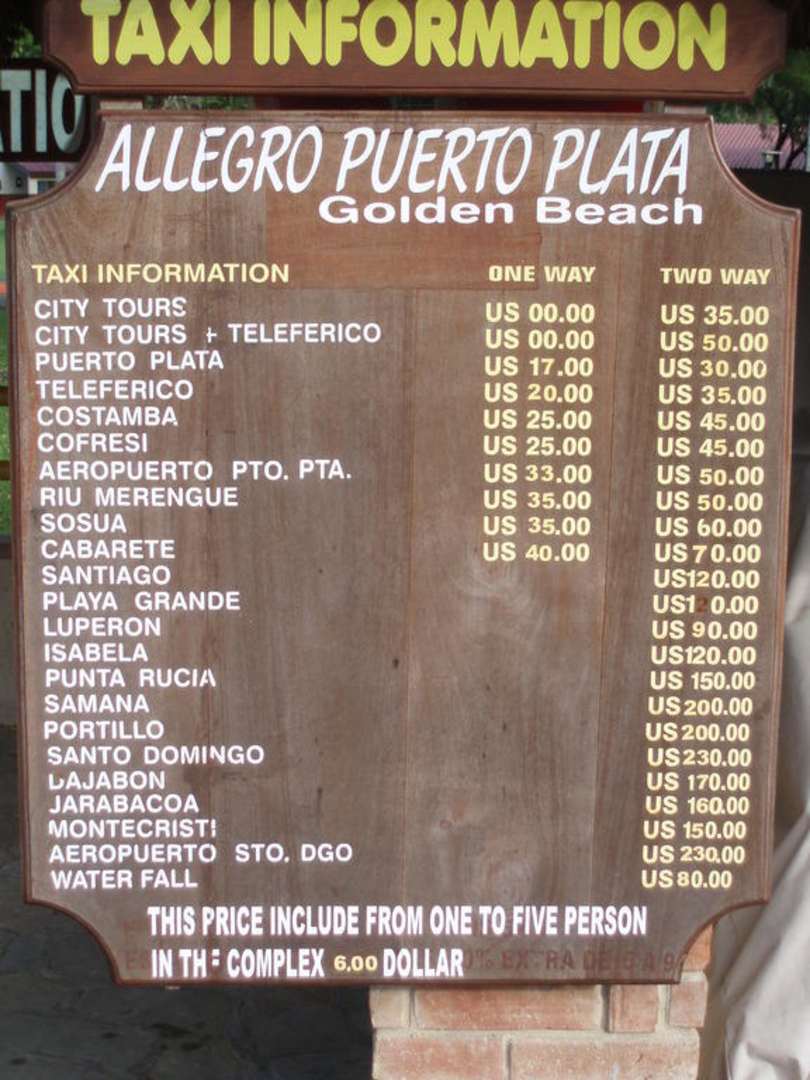 TAXI INFORMATION
TIO
ALLEGRO PUERTO PLATA
Golden Beach
TAXI INFORMATION ONE WAY TWO WAY
CITY TOURS US 00.00 US 35.00
CITY TOURS + TELEFERICO US 00.00 US 50.00
PUERTO PLATA US 17.00 US 30.00
TELEFERICO US 20.00 US 35.00
COSTAMBA US 25.00 US 45.00
COFRESI US 25.00 US 45.00
AEROPUERTO PTO. PTA. US 33.00 US 50.00
RIU MERENGUE US 35.00 US 50.00
SOSUA US 35.00 US 60.00
CABARETE US 40.00 US 70.00
SANTIAGO US120.00
PLAYA GRANDE US120.00
LUPERON US 90.00
ISABELA US120.00
PUNTA RUCIA US 150.00
SAMANA US200.00
PORTILLO US200.00
SANTO DOMINGO US230.00
DAJABON US 170.00
JARABACOA US 160.00
MONTECRISTI US 150.00
AEROPUERTO STO. DGO US 230.00
WATER FALL US80.00
THIS PRICE INCLUDE FROM ONE TO FIVE PERSON
IN THE COMPLEX 6.00 DOLLAR